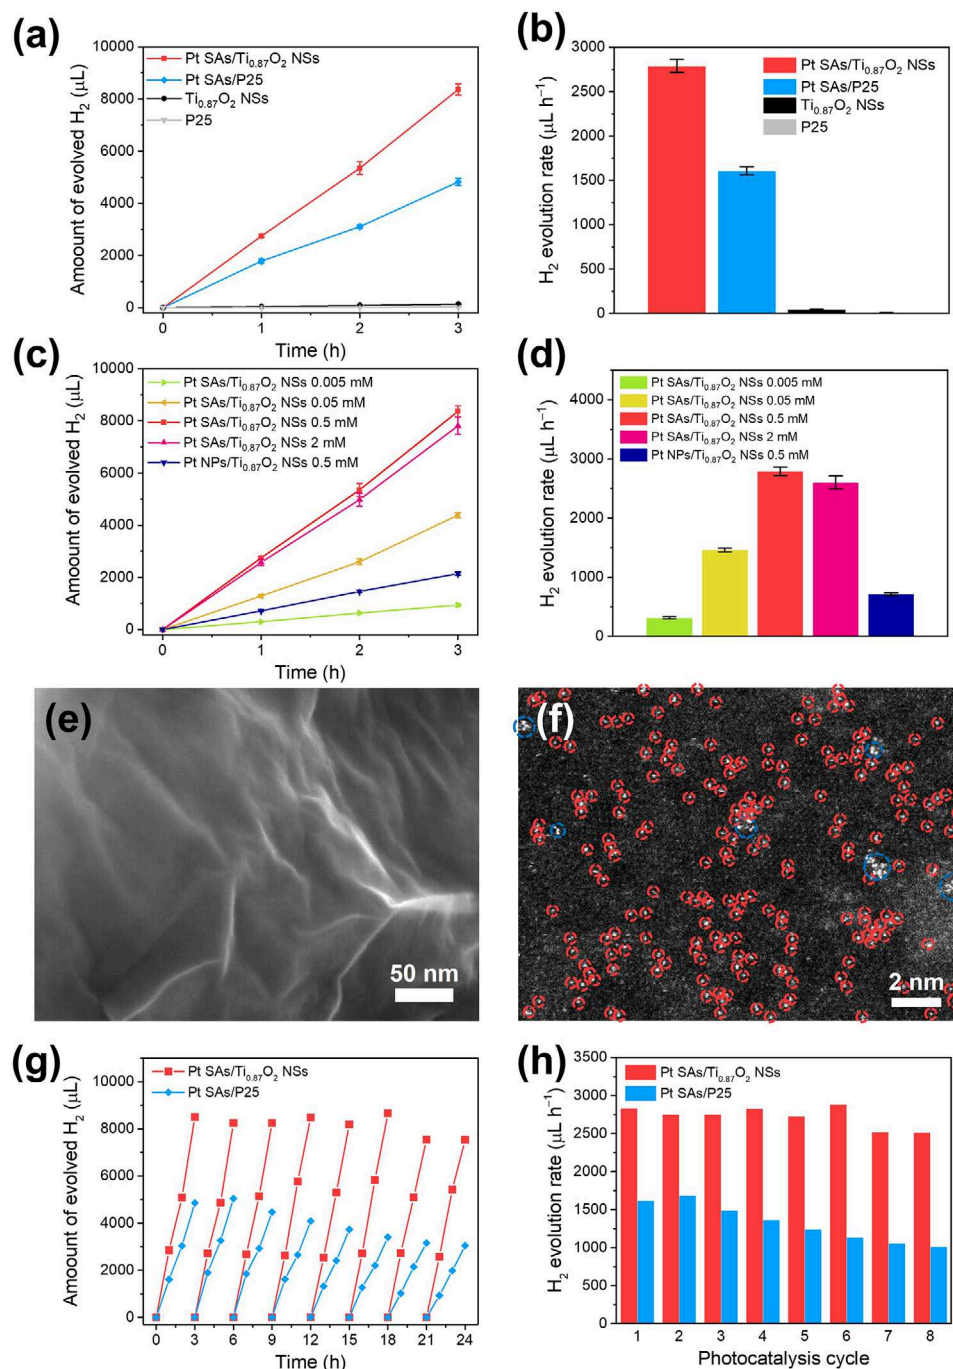 (a)
Amoount of evolved H₂ (μL)
10000
8000
6000
4000
2000
0
Pt SAs/Ti₀.₈₇O₂ NSs
Pt SAs/P25
Ti₀.₈₇O₂ NSs
P25
0 1 2 3
Time (h)
(b)
H₂ evolution rate (μL h⁻¹)
3000
2500
2000
1500
1000
500
0
Pt SAs/Ti₀.₈₇O₂ NSs
Pt SAs/P25
Ti₀.₈₇O₂ NSs
P25
(c)
Amoount of evolved H₂ (μL)
10000
8000
6000
4000
2000
0
Pt SAs/Ti₀.₈₇O₂ NSs 0.005 mM
Pt SAs/Ti₀.₈₇O₂ NSs 0.05 mM
Pt SAs/Ti₀.₈₇O₂ NSs 0.5 mM
Pt SAs/Ti₀.₈₇O₂ NSs 2 mM
Pt NPs/Ti₀.₈₇O₂ NSs 0.5 mM
0 1 2 3
Time (h)
(d)
H₂ evolution rate (μL h⁻¹)
4000
3000
2000
1000
0
Pt SAs/Ti₀.₈₇O₂ NSs 0.005 mM
Pt SAs/Ti₀.₈₇O₂ NSs 0.05 mM
Pt SAs/Ti₀.₈₇O₂ NSs 0.5 mM
Pt SAs/Ti₀.₈₇O₂ NSs 2 mM
Pt NPs/Ti₀.₈₇O₂ NSs 0.5 mM
(e)
50 nm
(f)
2 nm
(g)
Amoount of evolved H₂ (μL)
10000
8000
6000
4000
2000
0
Pt SAs/Ti₀.₈₇O₂ NSs
Pt SAs/P25
0 3 6 9 12 15 18 21 24
Time (h)
(h)
H₂ evolution rate (μL h⁻¹)
3500
3000
2500
2000
1500
1000
500
0
Pt SAs/Ti₀.₈₇O₂ NSs
Pt SAs/P25
1 2 3 4 5 6 7 8
Photocatalysis cycle